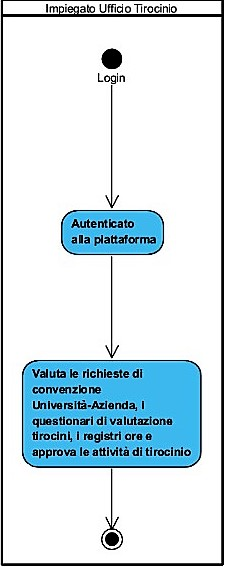 Impiegato Ufficio Tirocinio
Login
Autenticato
alla piattaforma
Valuta le richieste di
convenzione
Università-Azienda, i
questionari di valutazione
tirocini, i registri ore e
approva le attività di tirocinio